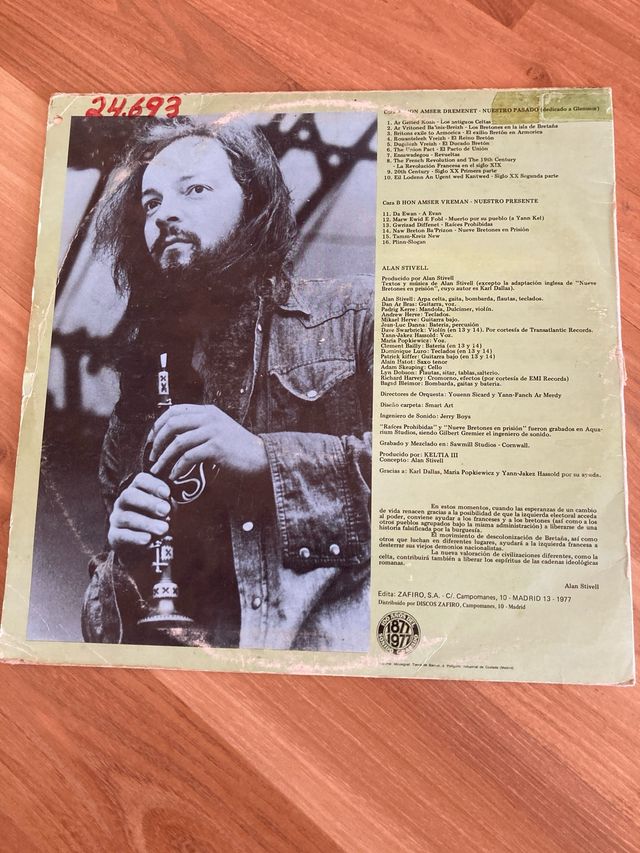 24.693
Cara A HON AMSER DREMENET - NUESTRO PASADO (dedicado a Glenmor)
1. Ar Gelted Kozh - Los antiguos Celtas
2. Ar Vritoned Ba'inis-Breizh - Los Bretones en la isla de Bretaña
3. Britons exile to Armorica - El exilio Bretón en Armorica
4. Rouantelezh Vreizh - El Reino Bretón
5. Dugelezh Vreizh - El Ducado Bretón
6. The Union Pact - El Pacto de Unión
7. Emsawadegou - Revueltas
8. The French Revolution and The 19th Century
- La Revolución Francesa en el siglo XIX
9. 20th Century - Siglo XX Primera parte
10. Eil Lodenn An Ugent wed Kantwed - Siglo XX Segunda parte
Cara B HON AMSER VREMAN - NUESTRO PRESENTE
11. Da Ewan - A Evan
12. Marw Ewid E Fobl - Muerto por su pueblo (a Yann Kel)
13. Gwriziad Difennet - Raíces Prohibidas
14. Naw Breton Ba'Prizon - Nueve Bretones en Prisión
15. Tamm-Kreiz New
16. Plinn-Slogan
ALAN STIVELL
Producido por Alan Stivell
Textos y música de Alan Stivell (excepto la adaptación inglesa de "Nueve
Bretones en prisión", cuyo autor es Karl Dallas).
Alan Stivell: Arpa celta, gaita, bombarda, flautas, teclados.
Dan Ar Bras: Guitarra, voz.
Padrig Kerre: Mandola, Dulcimer, violín.
Andrew Herve: Teclados.
Mikael Herve: Guitarra bajo.
Jean-Luc Danna: Batería, percusión
Dave Swarbrick: Violín (en 13 y 14). Por cortesía de Transatlantic Records.
Yann-Jakez Hassold: Voz.
Maria Popkiewicz: Voz.
Clement Bailly: Batería (en 13 y 14)
Dominique Luro: Teclados (en 13 y 14)
Patrick kiffer: Guitarra bajo (en 13 y 14)
Alain Hatot: Saxo tenor
Adam Skeaping: Cello
Lyn Dobson: Flautas, sitar, tablas, salterio.
Richard Harvey: Cromorno, efectos (por cortesía de EMI Records)
Bagad Bleimor: Bombarda, gaitas y batería.
Directores de Orquesta: Youenn Sicard y Yann-Fanch Ar Merdy
Diseño carpeta: Smart Art
Ingeniero de Sonido: Jerry Boys
"Raíces Prohibidas" y "Nueve Bretones en prisión" fueron grabados en Aqua-
rium Studios, siendo Gilbert Gremier el ingeniero de sonido.
Grabado y Mezclado en: Sawmill Studios - Cornwall.
Producido por: KELTIA III
Concepto: Alan Stivell
Gracias a: Karl Dallas, Maria Popkiewicz y Yann-Jakez Hassold por su ayuda.
En estos momentos, cuando las esperanzas de un cambio
de vida renacen gracias a la posibilidad de que la izquierda electoral acceda
al poder, conviene ayudar a los franceses y a los bretones (así como a los
otros pueblos agrupados bajo la misma administración) a liberarse de una
historia falsificada por la burguesía.
El movimiento de descolonización de Bretaña, así como
otros que luchan en diferentes lugares, ayudará a la izquierda francesa a
desterrar sus viejos demonios nacionalistas.
La nueva valoración de civilizaciones diferentes, como la
celta, contribuirá también a liberar los espíritus de las cadenas ideológicas
romanas.
Alan Stivell
Edita: ZAFIRO, S.A. - C/. Campomanes, 10 - MADRID 13 - 1977
Distribuido por DISCOS ZAFIRO, Campomanes, 10 - Madrid
1877
1977